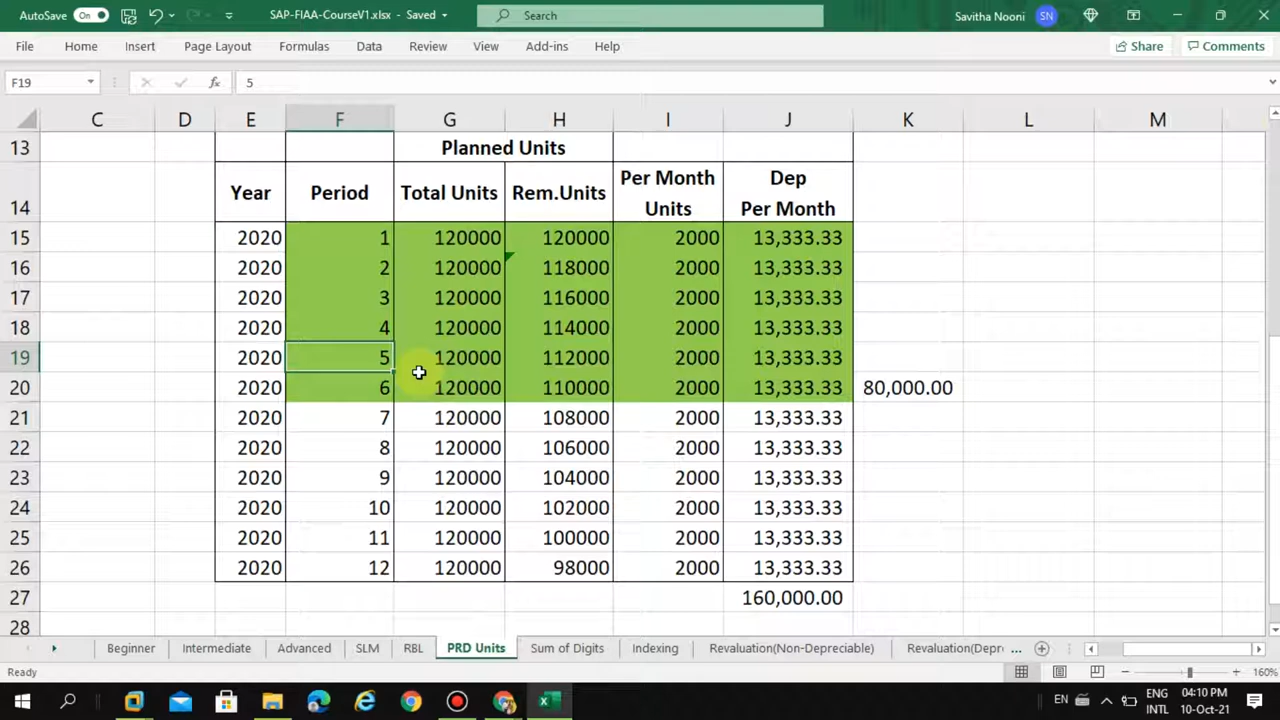 AutoSave On SAP-FIAA-CourseV1.xlsx - Saved Search Savitha Nooni SN
File Home Insert Page Layout Formulas Data Review View Add-ins Help Share Comments
F19 fx 5
C D E F G H I J K L M
13 Planned Units
14 Year Period Total Units Rem.Units Per Month Units Dep Per Month
15 2020 1 120000 120000 2000 13,333.33
16 2020 2 120000 118000 2000 13,333.33
17 2020 3 120000 116000 2000 13,333.33
18 2020 4 120000 114000 2000 13,333.33
19 2020 5 120000 112000 2000 13,333.33
20 2020 6 120000 110000 2000 13,333.33 80,000.00
21 2020 7 120000 108000 2000 13,333.33
22 2020 8 120000 106000 2000 13,333.33
23 2020 9 120000 104000 2000 13,333.33
24 2020 10 120000 102000 2000 13,333.33
25 2020 11 120000 100000 2000 13,333.33
26 2020 12 120000 98000 2000 13,333.33
27 160,000.00
28
Beginner Intermediate Advanced SLM RBL PRD Units Sum of Digits Indexing Revaluation(Non-Depreciable) Revaluation(Depr ...
Ready 160%
EN ENG 04:10 PM
INTL 10-Oct-21